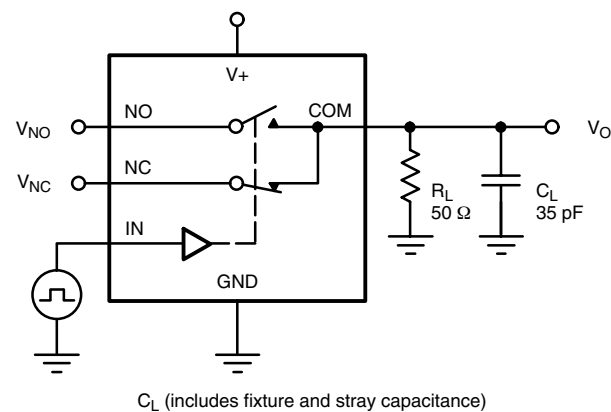 V+
NO
COM
V_NO
V_O
NC
V_NC
R_L
50 Ω
C_L
35 pF
IN
GND
C_L (includes fixture and stray capacitance)